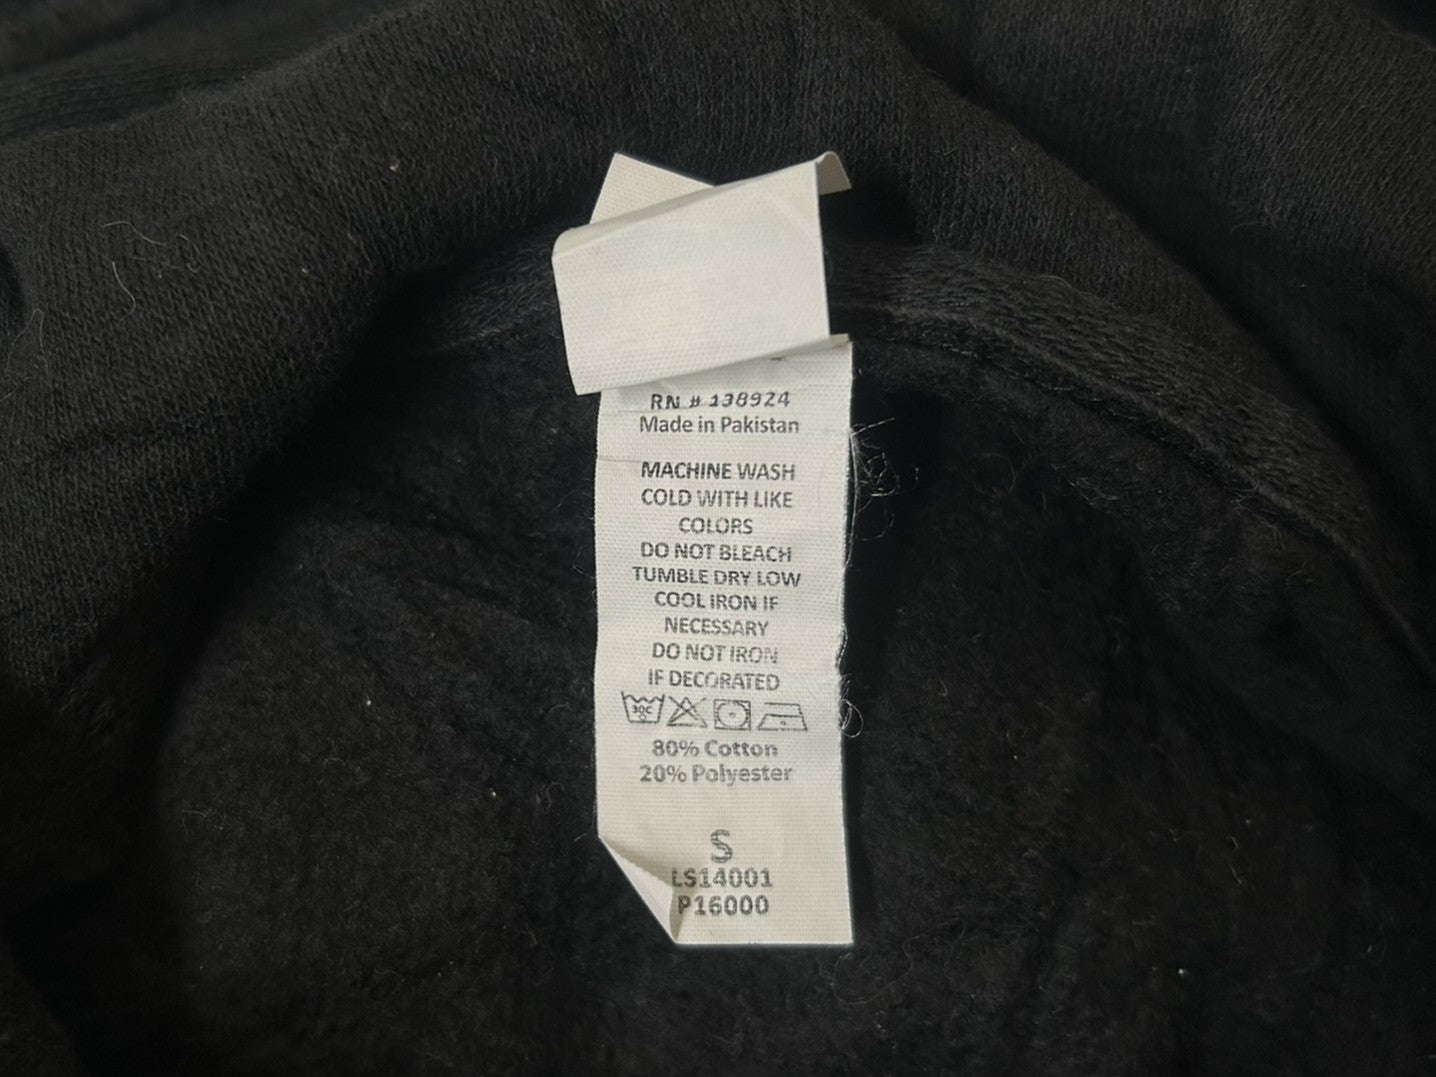 RN # 138924
Made in Pakistan
MACHINE WASH
COLD WITH LIKE
COLORS
DO NOT BLEACH
TUMBLE DRY LOW
COOL IRON IF
NECESSARY
DO NOT IRON
IF DECORATED
30C
80% Cotton
20% Polyester
S
LS14001
P16000